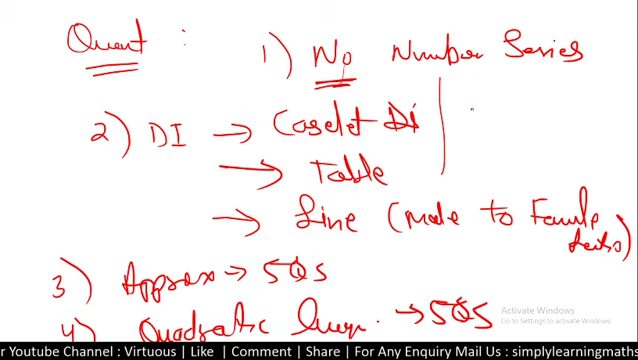 Quant :
1) No Number Series
2) DI → Caselet DI
→ Table
→ Line (Male to Female Ratio)
3) Approx → 5Qs
4) Quadratic → 5Qs
Activate Windows
Go to Settings to activate Windows.
r Youtube Channel : Virtuous | Like | Comment | Share | For Any Enquiry Mail Us : simplylearningmath